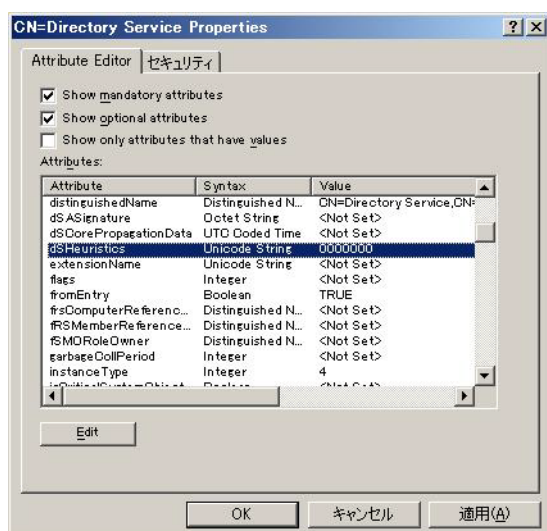 CN=Directory Service Properties
Attribute Editor セキュリティ
Show mandatory attributes
Show optional attributes
Show only attributes that have values
Attributes:
Attribute Syntax Value
distinguishedName Distinguished N... CN=Directory Service,CN=
dSASignature Octet String <Not Set>
dSCorePropagationData UTC Coded Time <Not Set>
dSHeuristics Unicode String 0000000
extensionName Unicode String <Not Set>
flags Integer <Not Set>
fromEntry Boolean TRUE
frsComputerReferenc... Distinguished N... <Not Set>
fRSMemberReference... Distinguished N... <Not Set>
fSMORoleOwner Distinguished N... <Not Set>
garbageCollPeriod Integer <Not Set>
instanceType Integer 4
Edit
OK キャンセル 適用(A)